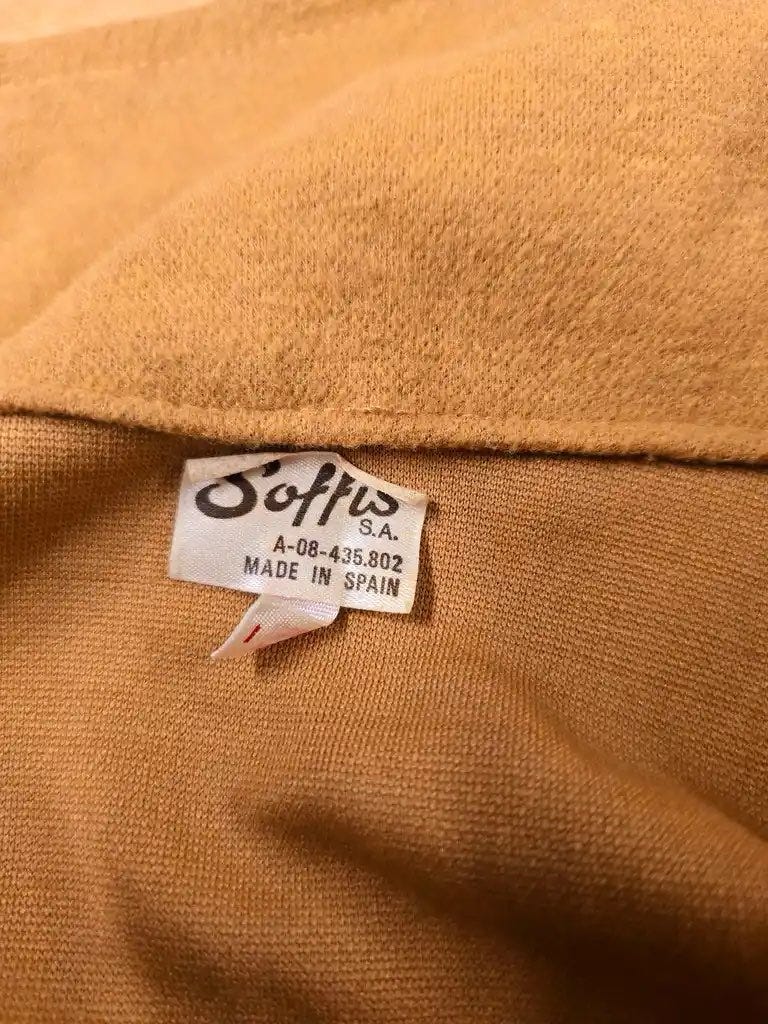 Soffis
S.A.
A-08-435.802
MADE IN SPAIN